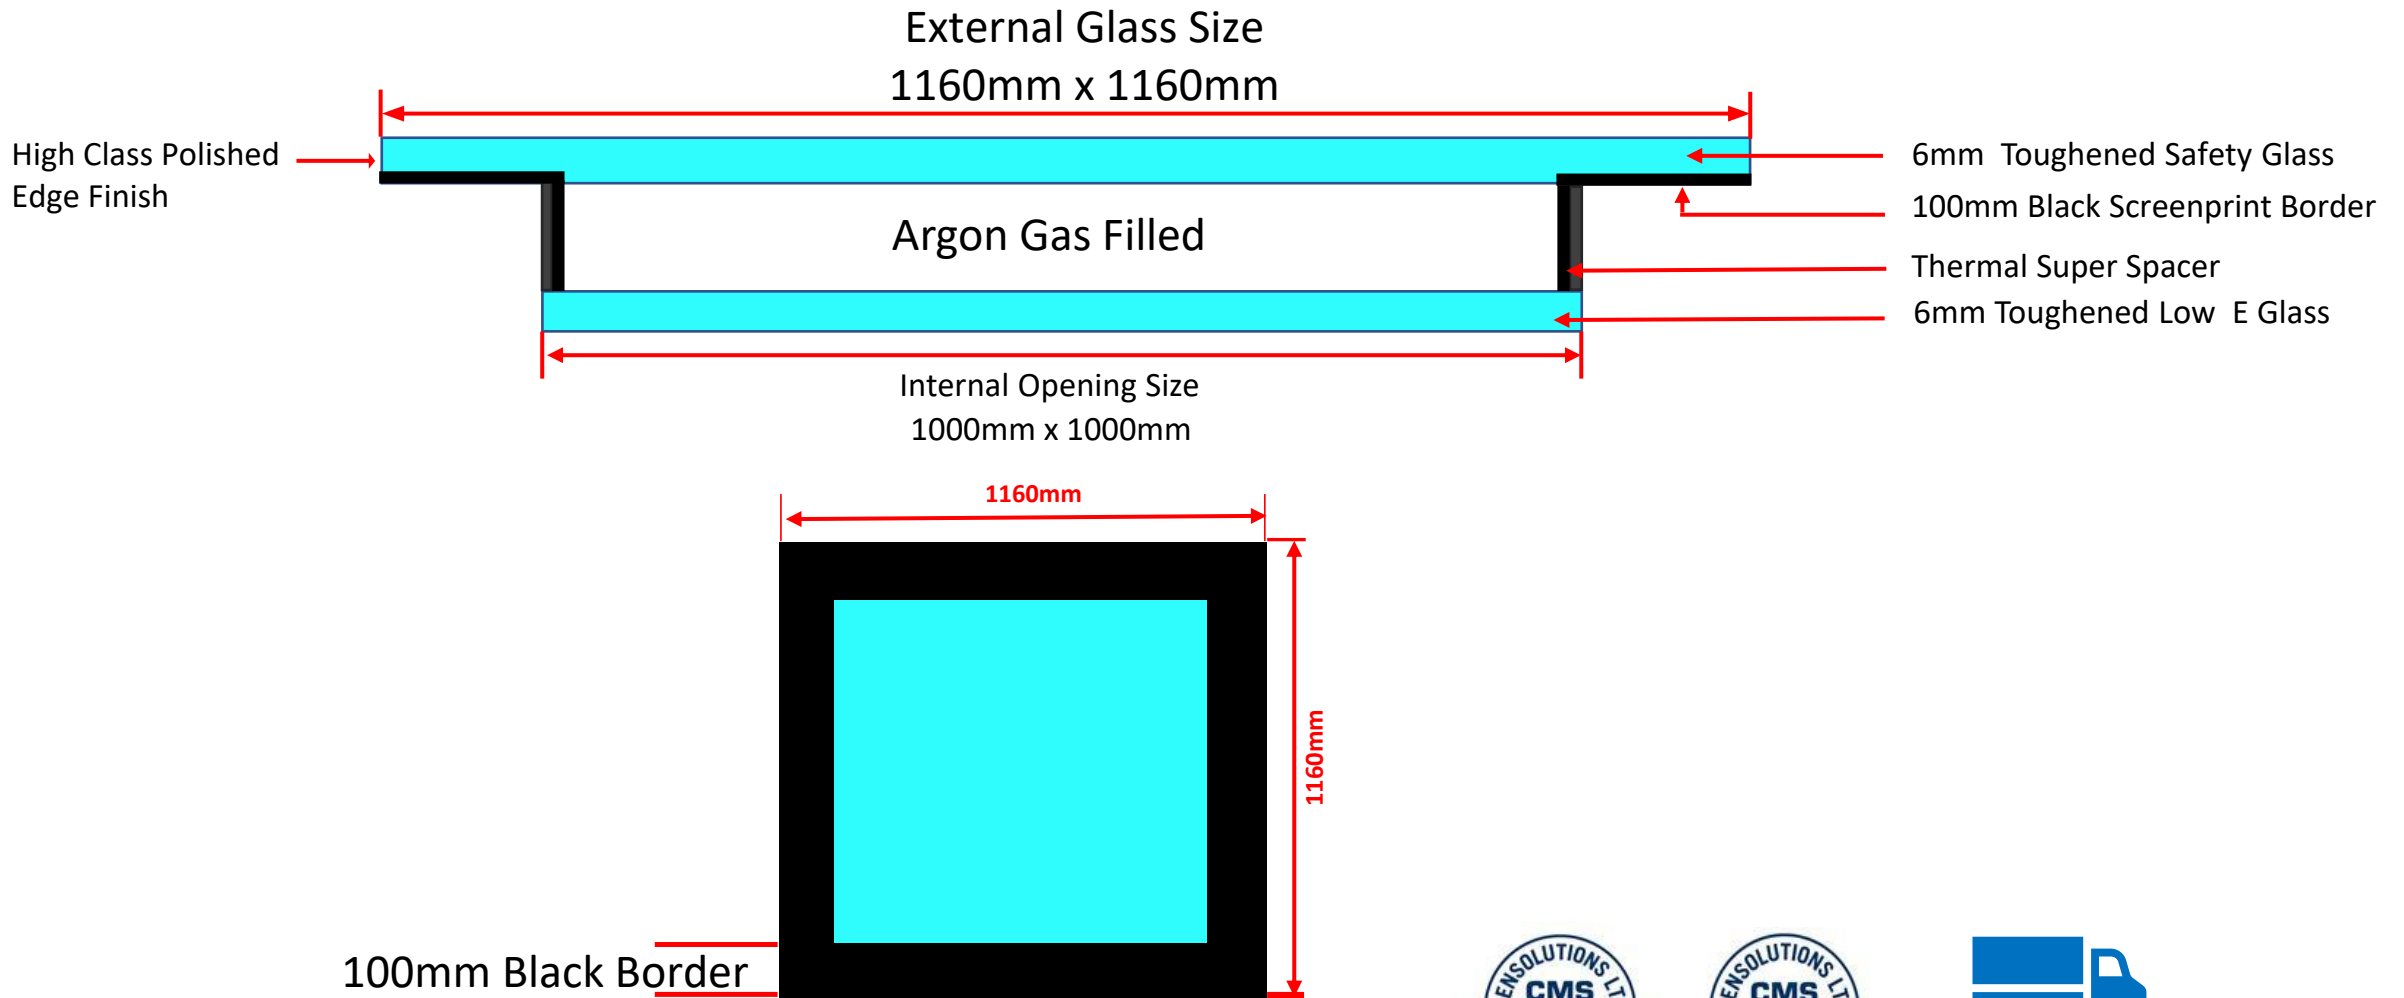 External Glass Size
1160mm x 1160mm
High Class Polished
Edge Finish
6mm Toughened Safety Glass
100mm Black Screenprint Border
Argon Gas Filled
Thermal Super Spacer
6mm Toughened Low E Glass
Internal Opening Size
1000mm x 1000mm
1160mm
1160mm
100mm Black Border
CMS
CMS